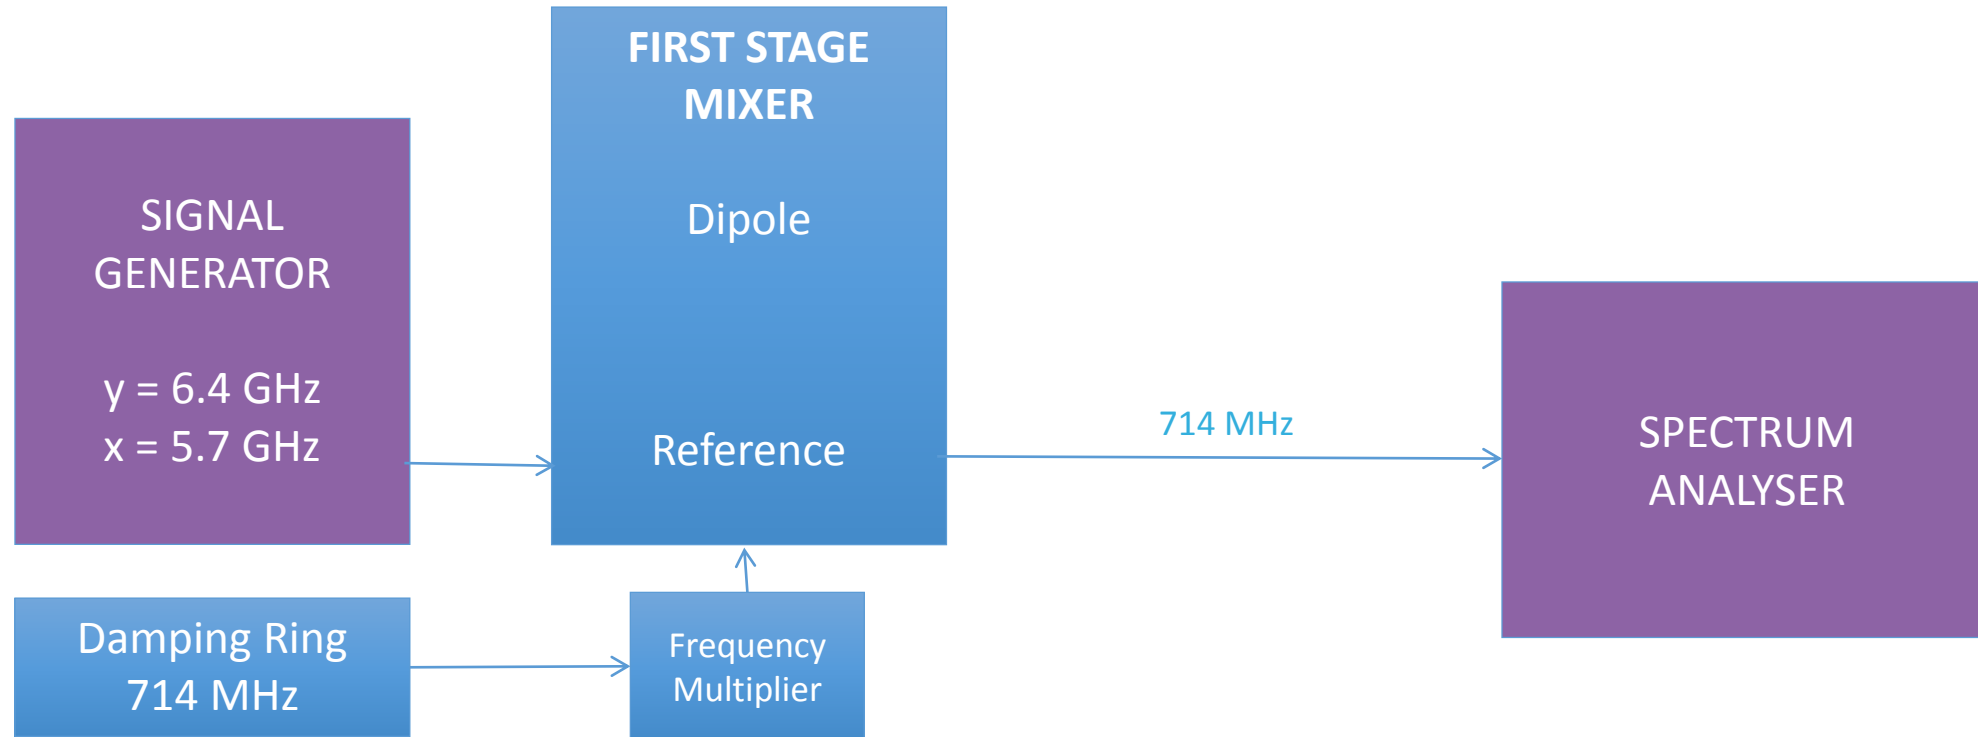 SIGNAL
GENERATOR
y = 6.4 GHz
x = 5.7 GHz
FIRST STAGE
MIXER
Dipole
Reference
714 MHz
SPECTRUM
ANALYSER
Damping Ring
714 MHz
Frequency
Multiplier